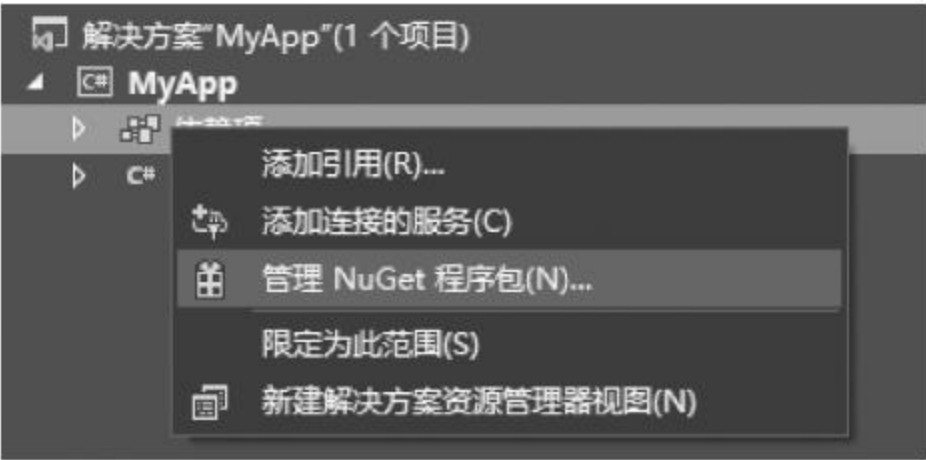 解决方案"MyApp"(1 个项目)
C# MyApp
C#
添加引用(R)...
添加连接的服务(C)
管理 NuGet 程序包(N)...
限定为此范围(S)
新建解决方案资源管理器视图(N)